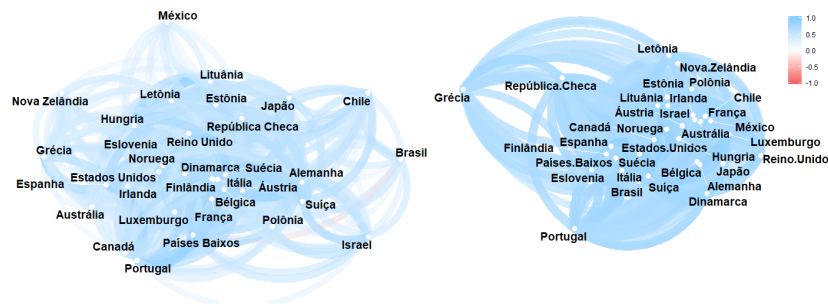 México
Lituânia
Nova Zelândia
Letônia
Estônia
Japão
Chile
Hungria
República Checa
Reino Unido
Eslovenia
Grécia
Noruega
Brasil
Estados Unidos
Dinamarca
Suécia
Alemanha
Espanha
Finlândia
Itália
Áustria
Irlanda
Bélgica
Suíça
Austrália
Luxemburgo
França
Polônia
Canadá
Países Baixos
Israel
Portugal
Letônia
Nova.Zelândia
República.Checa
Estônia
Polônia
Grécia
Lituânia
Irlanda
Chile
Áustria
Israel
França
Canadá
Noruega
Austrália
México
Espanha
Estados.Unidos
Luxemburgo
Finlândia
Países.Baixos
Suécia
Hungria
Reino.Unido
Eslovenia
Itália
Bélgica
Japão
Brasil
Suiça
Alemanha
Dinamarca
Portugal
1.0
0.5
0.0
-0.5
-1.0